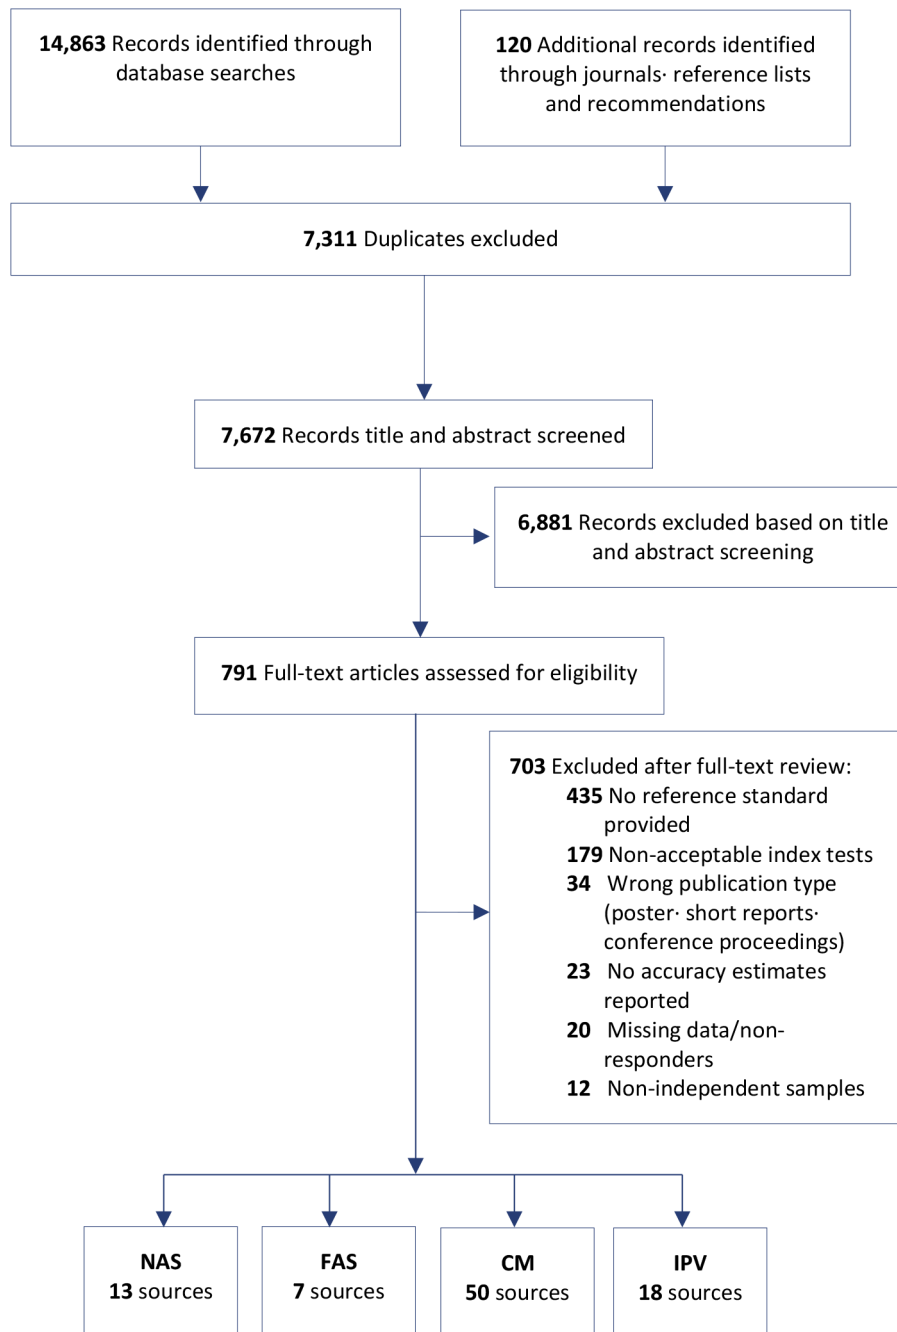 14,863 Records identified through
database searches
120 Additional records identified
through journals· reference lists
and recommendations
7,311 Duplicates excluded
7,672 Records title and abstract screened
6,881 Records excluded based on title
and abstract screening
791 Full-text articles assessed for eligibility
703 Excluded after full-text review:
435 No reference standard
provided
179 Non-acceptable index tests
34 Wrong publication type
(poster· short reports·
conference proceedings)
23 No accuracy estimates
reported
20 Missing data/non-
responders
12 Non-independent samples
NAS
13 sources
FAS
7 sources
CM
50 sources
IPV
18 sources